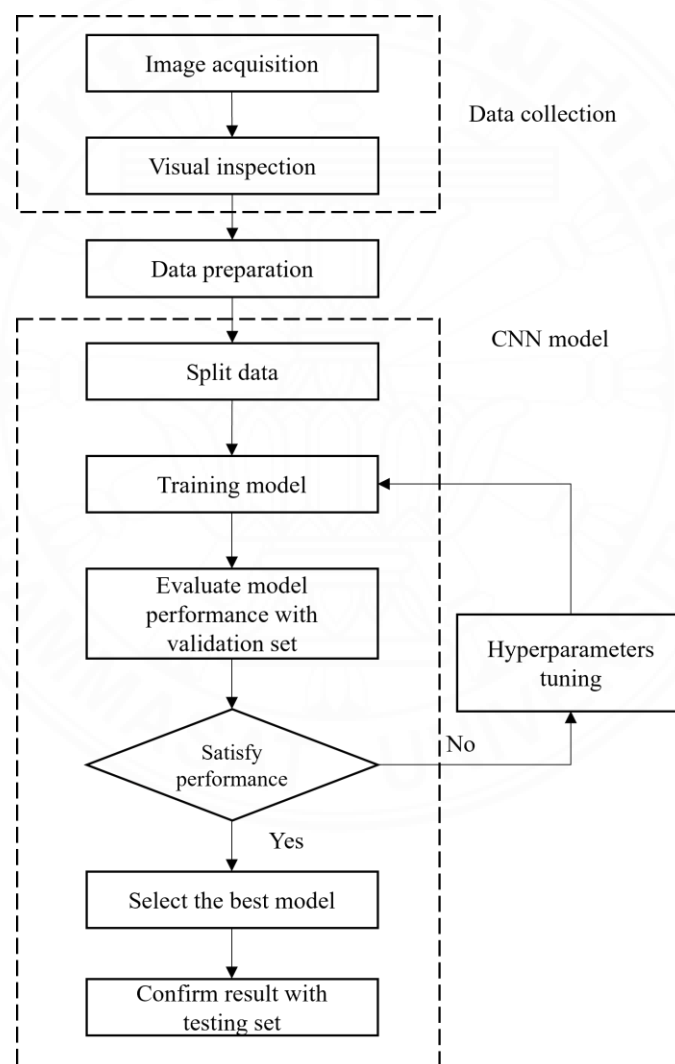 Image acquisition
Data collection
Visual inspection
Data preparation
CNN model
Split data
Training model
Evaluate model
performance with
validation set
Hyperparameters
tuning
Satisfy
performance
No
Yes
Select the best model
Confirm result with
testing set